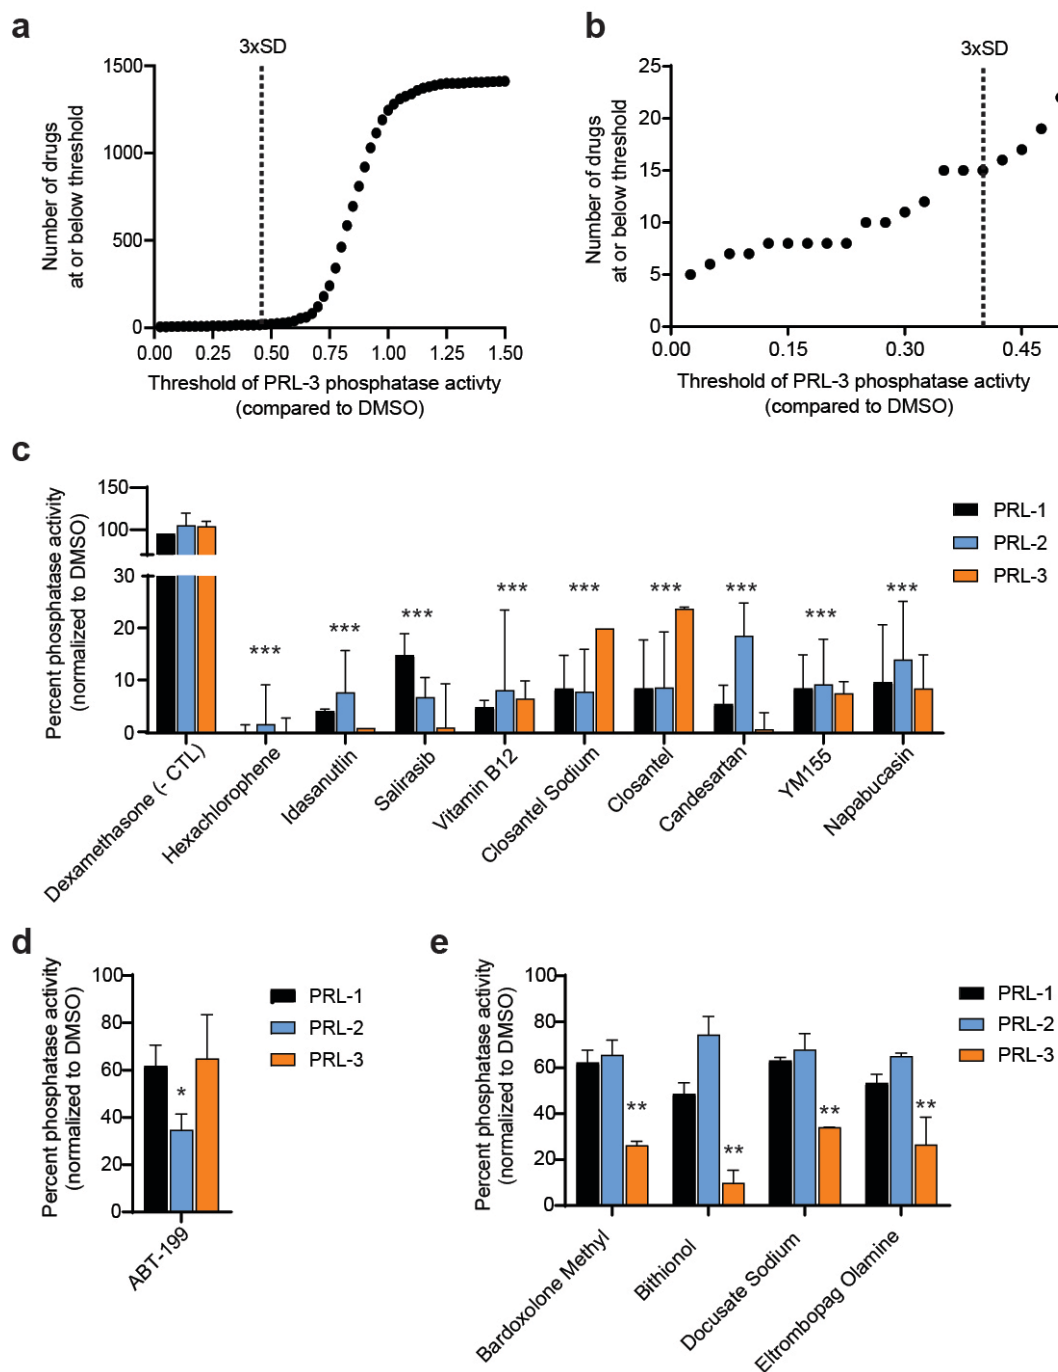 a
3xSD
1500
1000
500
0
Number of drugs
at or below threshold
0.00 0.25 0.50 0.75 1.00 1.25 1.50
Threshold of PRL-3 phosphatase activty
(compared to DMSO)
b
3xSD
25
20
15
10
5
0
Number of drugs
at or below threshold
0.00 0.15 0.30 0.45
Threshold of PRL-3 phosphatase activty
(compared to DMSO)
c
150
100
30
20
10
0
Percent phosphatase activity
(normalized to DMSO)
*** *** *** *** *** *** *** *** ***
PRL-1
PRL-2
PRL-3
Dexamethasone (- CTL)
Hexachlorophene
Idasanutlin
Salirasib
Vitamin B12
Closantel Sodium
Closantel
Candesartan
YM155
Napabucasin
d
100
80
60
40
20
0
Percent phosphatase activity
(normalized to DMSO)
*
PRL-1
PRL-2
PRL-3
ABT-199
e
100
80
60
40
20
0
Percent phosphatase activity
(normalized to DMSO)
** ** ** **
PRL-1
PRL-2
PRL-3
Bardoxolone Methyl
Bithionol
Docusate Sodium
Eltrombopag Olamine